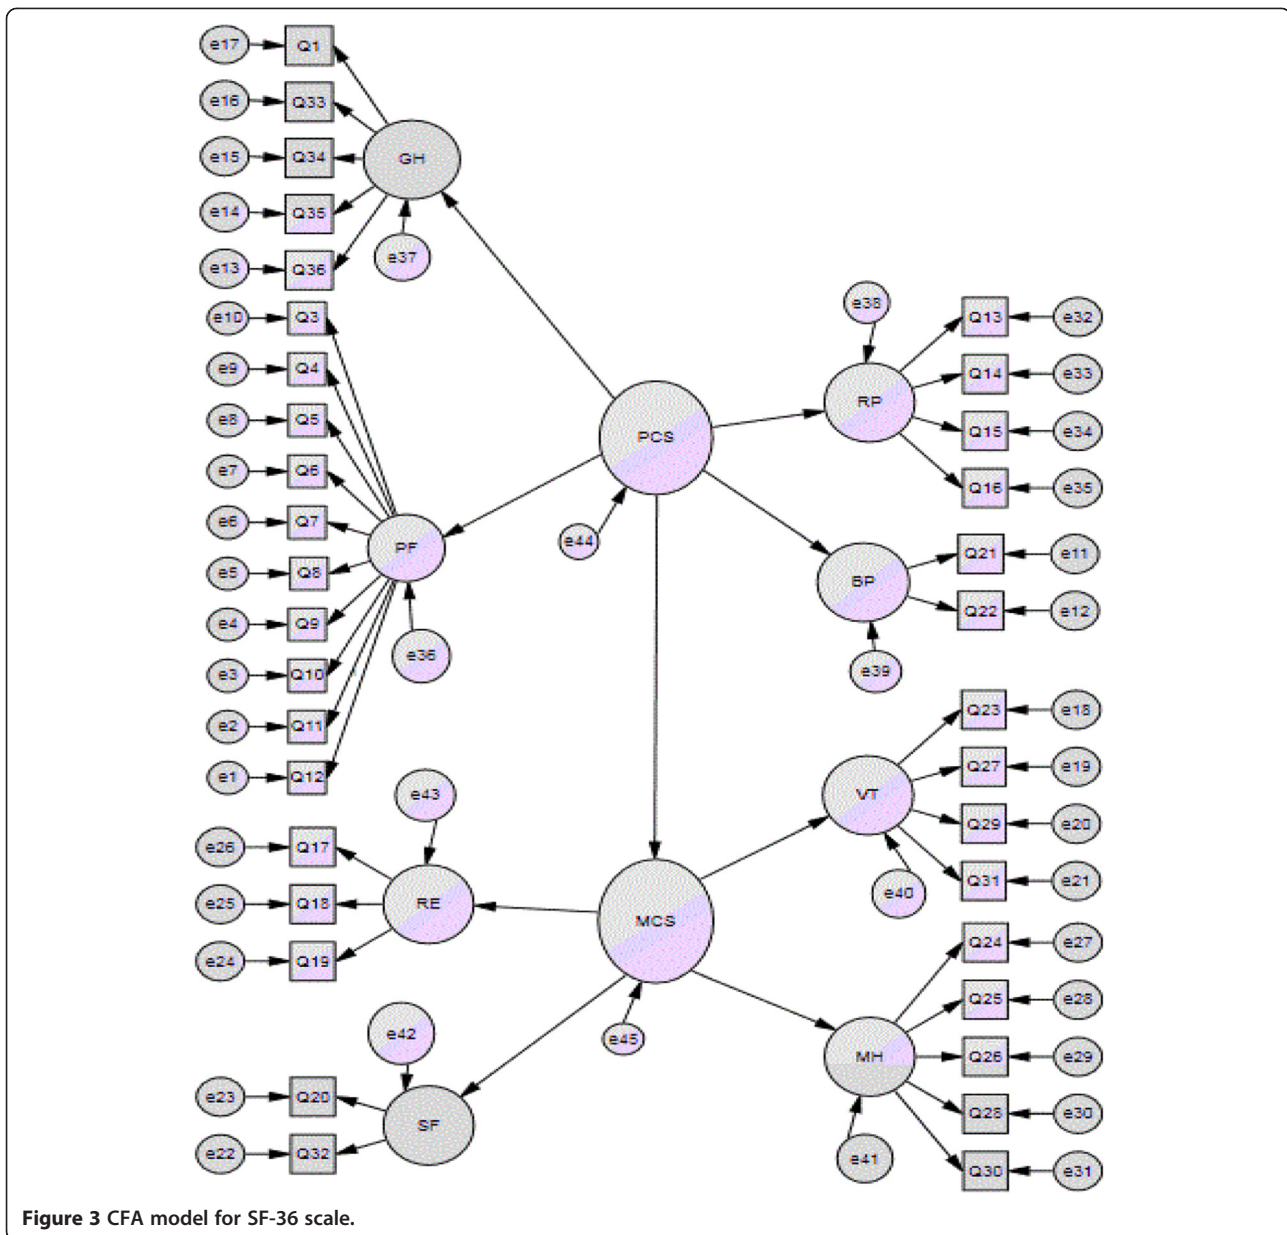 e17 Q1
e16 Q33
e15 Q34
GH
e14 Q35
e13 Q36
e37
e10 Q3
e9 Q4
e8 Q5
e7 Q6
e6 Q7
e5 Q8
e4 Q9
e3 Q10
e2 Q11
e1 Q12
PF
e36
PCS
e44
e38
RP
Q13 e32
Q14 e33
Q15 e34
Q16 e35
BP
Q21 e11
Q22 e12
e39
e43
e26 Q17
e25 Q18
e24 Q19
RE
MCS
e45
e42
e23 Q20
e22 Q32
SF
VT
Q23 e18
Q27 e19
Q29 e20
Q31 e21
e40
MH
Q24 e27
Q25 e28
Q26 e29
Q28 e30
Q30 e31
e41
Figure 3 CFA model for SF-36 scale.